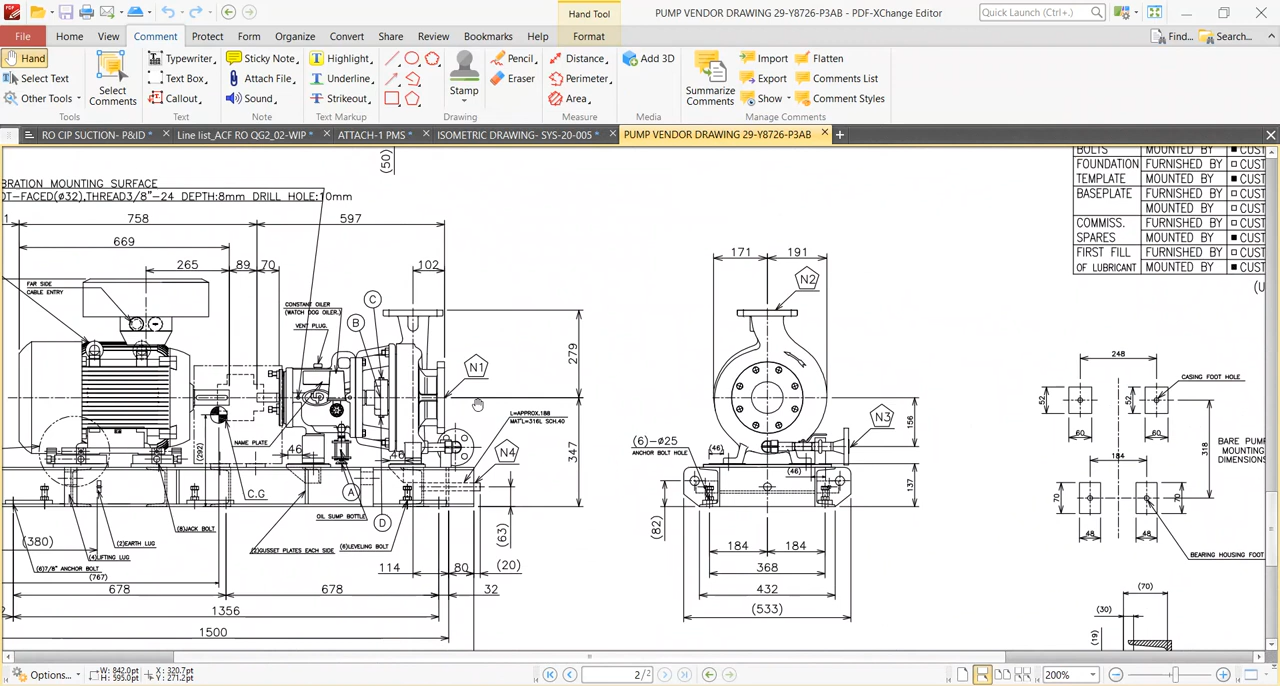 Hand Tool
PUMP VENDOR DRAWING 29-Y8726-P3AB - PDF-XChange Editor
Quick Launch (Ctrl+.)
File Home View Comment Protect Form Organize Convert Share Review Bookmarks Help Format
Find... Search...
Hand
Select Text
Other Tools
Tools
Select Comments
Typewriter
Text Box
Callout
Text
Sticky Note
Attach File
Sound
Note
Highlight
Underline
Strikeout
Text Markup
Drawing
Stamp
Pencil
Eraser
Distance
Perimeter
Area
Measure
Add 3D
Media
Summarize Comments
Import
Export
Show
Flatten
Comments List
Comment Styles
Manage Comments
RO CIP SUCTION- P&ID *
Line list_ACF RO QG2_02-WIP *
ATTACH-1 PMS *
ISOMETRIC DRAWING- SYS-20-005 *
PUMP VENDOR DRAWING 29-Y8726-P3AB
(50)
BRATION MOUNTING SURFACE
OT-FACED(ø32),THREAD3/8"-24 DEPTH:8mm DRILL HOLE:10mm
1 758 597
669
265 89 70 102
FAR SIDE
CABLE ENTRY
CONSTANT OILER
(WATCH DOG OILER.)
VENT PLUG.
C
B
N1
279
347
L=APPROX.188
MAT'L=316L SCH.40
N4
NAME PLATE
(292)
46
46
C.G
A
D
OIL SUMP BOTTLE
(8)JACK BOLT
(2)EARTH LUG
(4)LIFTING LUG
(6)7/8" ANCHOR BOLT
(2)GUSSET PLATES EACH SIDE
(6)LEVELING BOLT
(380)
(767)
(63)
114 80 (20)
678 678 32
1356
1500
171 191
N2
N3
156
137
(6)-ø25
ANCHOR BOLT HOLE
(46)
(46)
(82)
184 184
368
432
(533)
BOLTS MOUNTED BY ■ CUST
FOUNDATION FURNISHED BY □ CUST
TEMPLATE MOUNTED BY ■ CUST
BASEPLATE FURNISHED BY □ CUST
MOUNTED BY □ CUST
COMMISS. FURNISHED BY □ CUST
SPARES MOUNTED BY ■ CUST
FIRST FILL FURNISHED BY □ CUST
OF LUBRICANT MOUNTED BY ■ CUST
(U
248
CASING FOOT HOLE
52
52
60 60
318
BARE PUMP
MOUNTING
DIMENSIONS
184
70
70
48 48
BEARING HOUSING FOOT
(70)
(30)
(19)
Options...
W: 842.0pt
H: 595.0pt
X: 320.7pt
Y: 271.2pt
2/2
200%